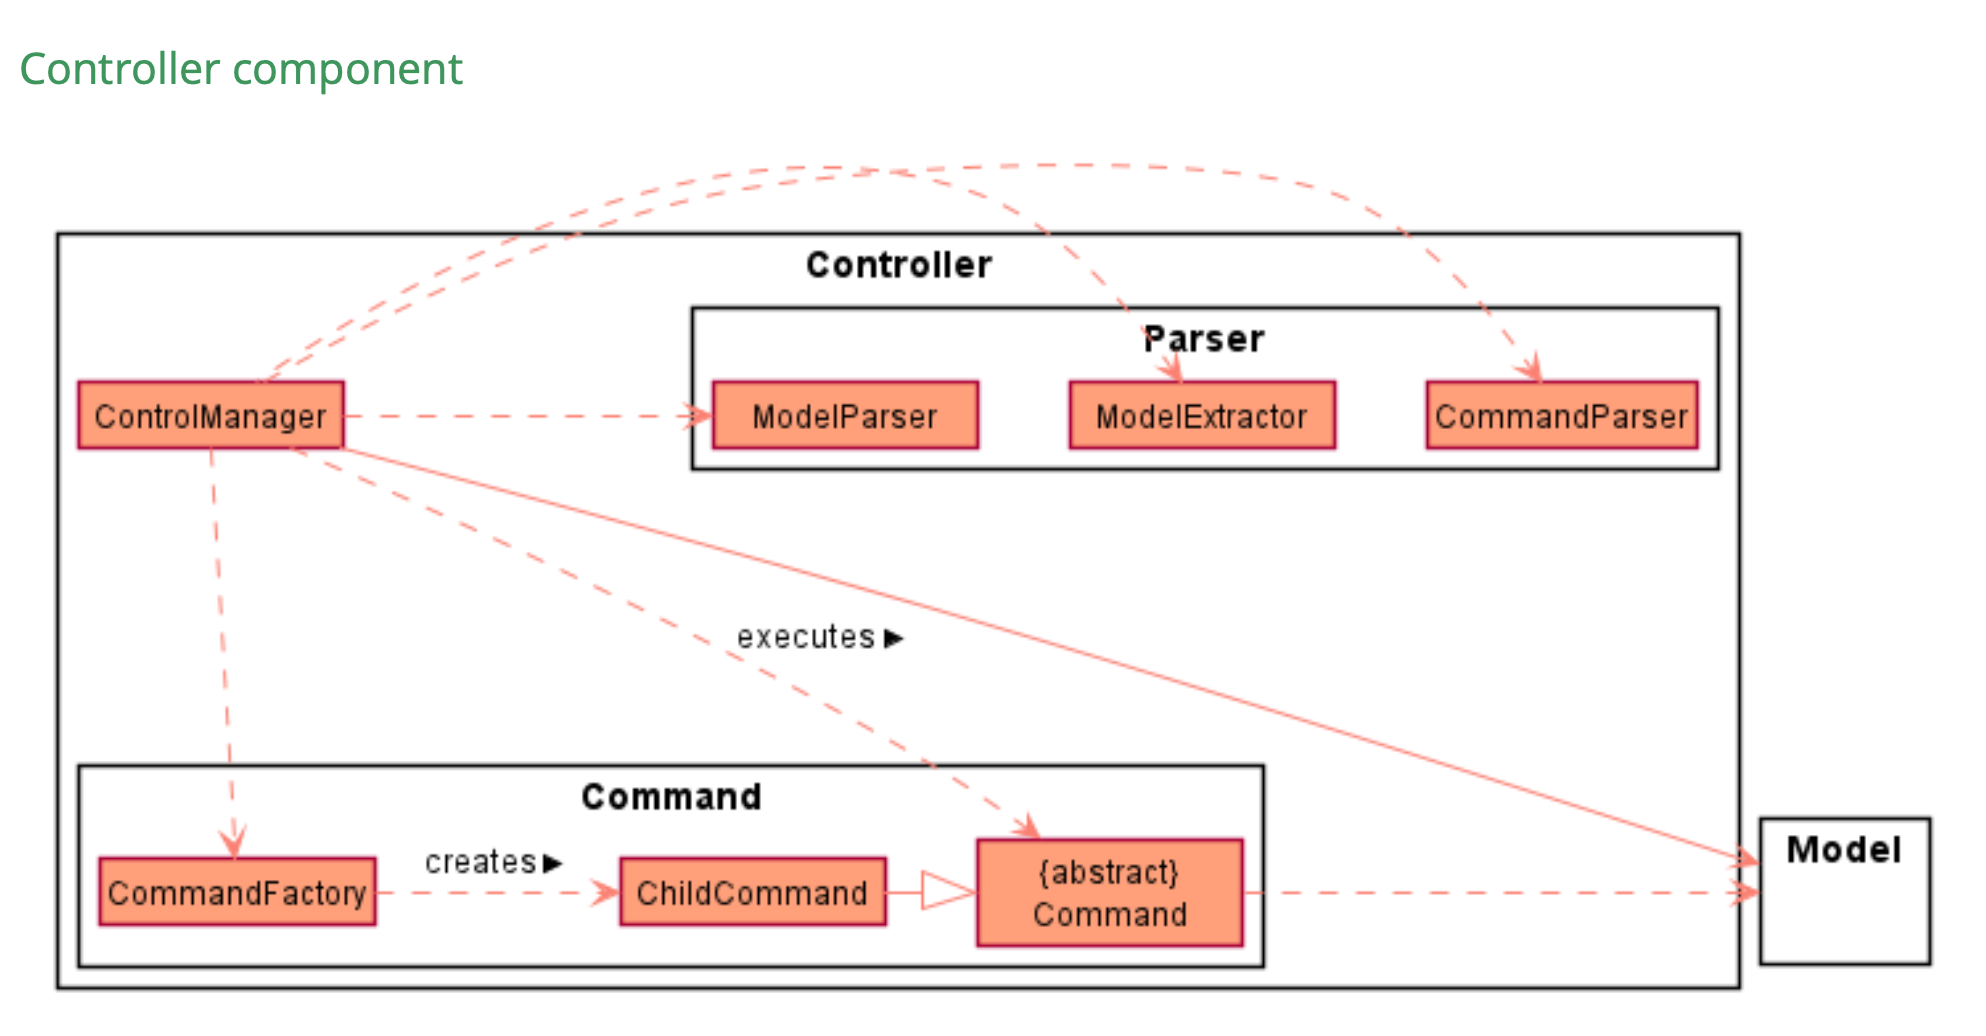 Controller component
Controller
Parser
ControlManager
ModelParser
ModelExtractor
CommandParser
executes ▶
Command
Model
creates ▶
CommandFactory
ChildCommand
{abstract}
Command